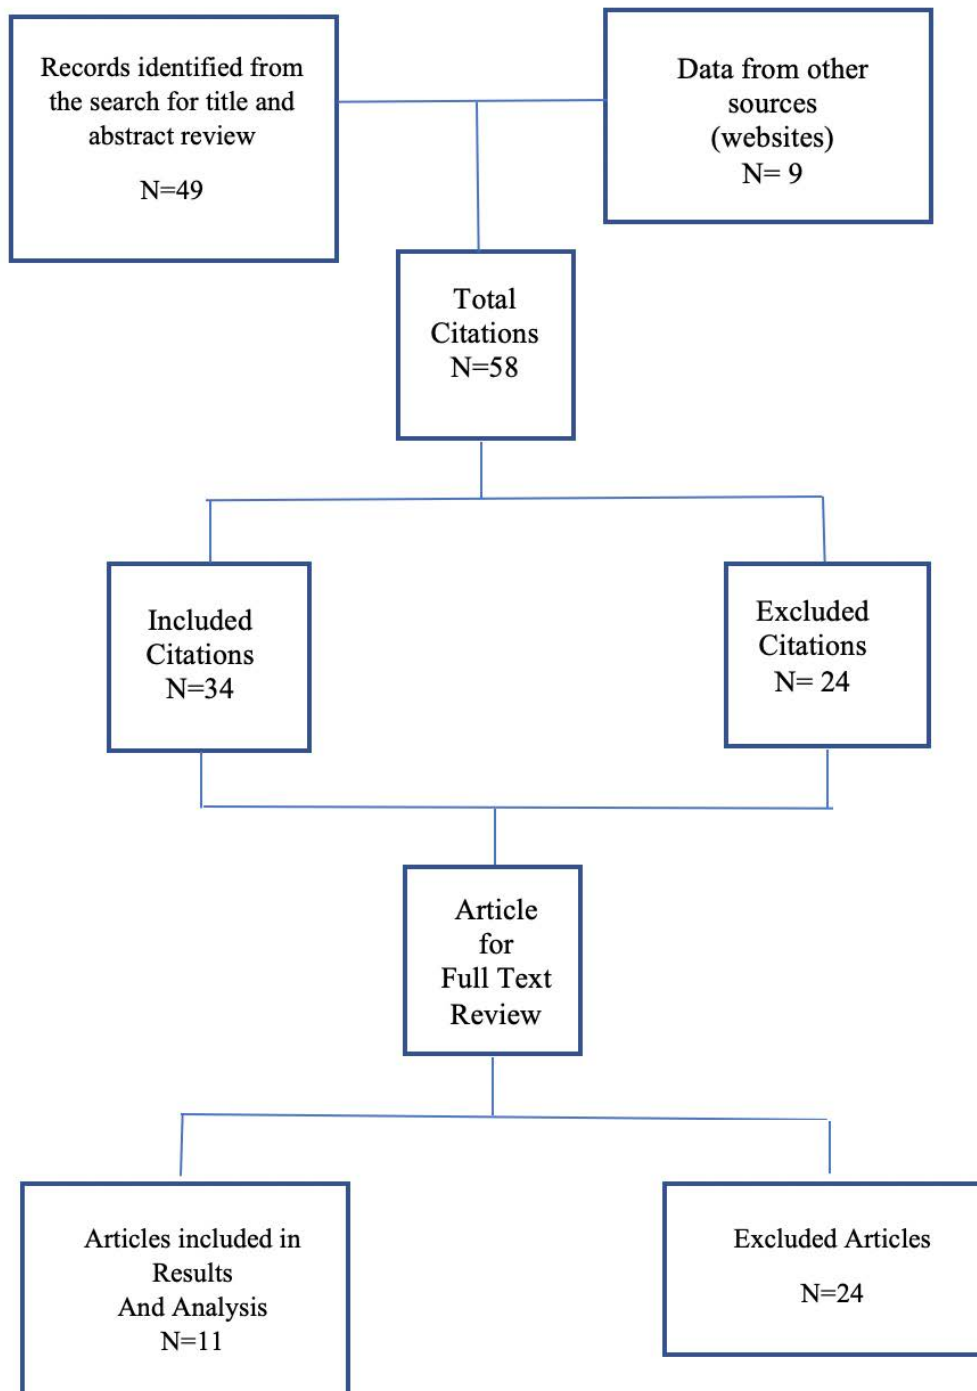 Records identified from
the search for title and
abstract review
N=49
Data from other
sources
(websites)
N= 9
Total
Citations
N=58
Included
Citations
N=34
Excluded
Citations
N= 24
Article
for
Full Text
Review
Articles included in
Results
And Analysis
N=11
Excluded Articles
N=24